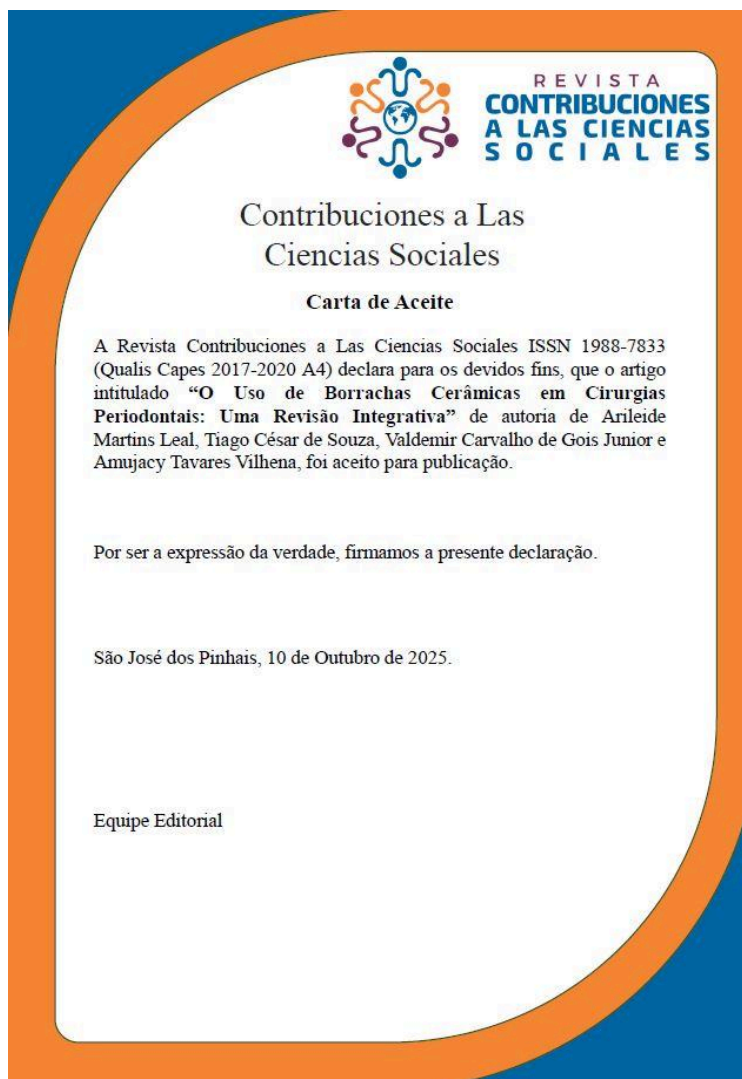 REVISTA
CONTRIBUCIONES
A LAS CIENCIAS
SOCIALES
Contribuciones a Las
Ciencias Sociales
Carta de Aceite
A Revista Contribuciones a Las Ciencias Sociales ISSN 1988-7833
(Qualis Capes 2017-2020 A4) declara para os devidos fins, que o artigo
intitulado “O Uso de Borrachas Cerâmicas em Cirurgias
Periodontais: Uma Revisão Integrativa” de autoria de Arileide
Martins Leal, Tiago César de Souza, Valdemir Carvalho de Gois Junior e
Amujacy Tavares Vilhena, foi aceito para publicação.
Por ser a expressão da verdade, firmamos a presente declaração.
São José dos Pinhais, 10 de Outubro de 2025.
Equipe Editorial